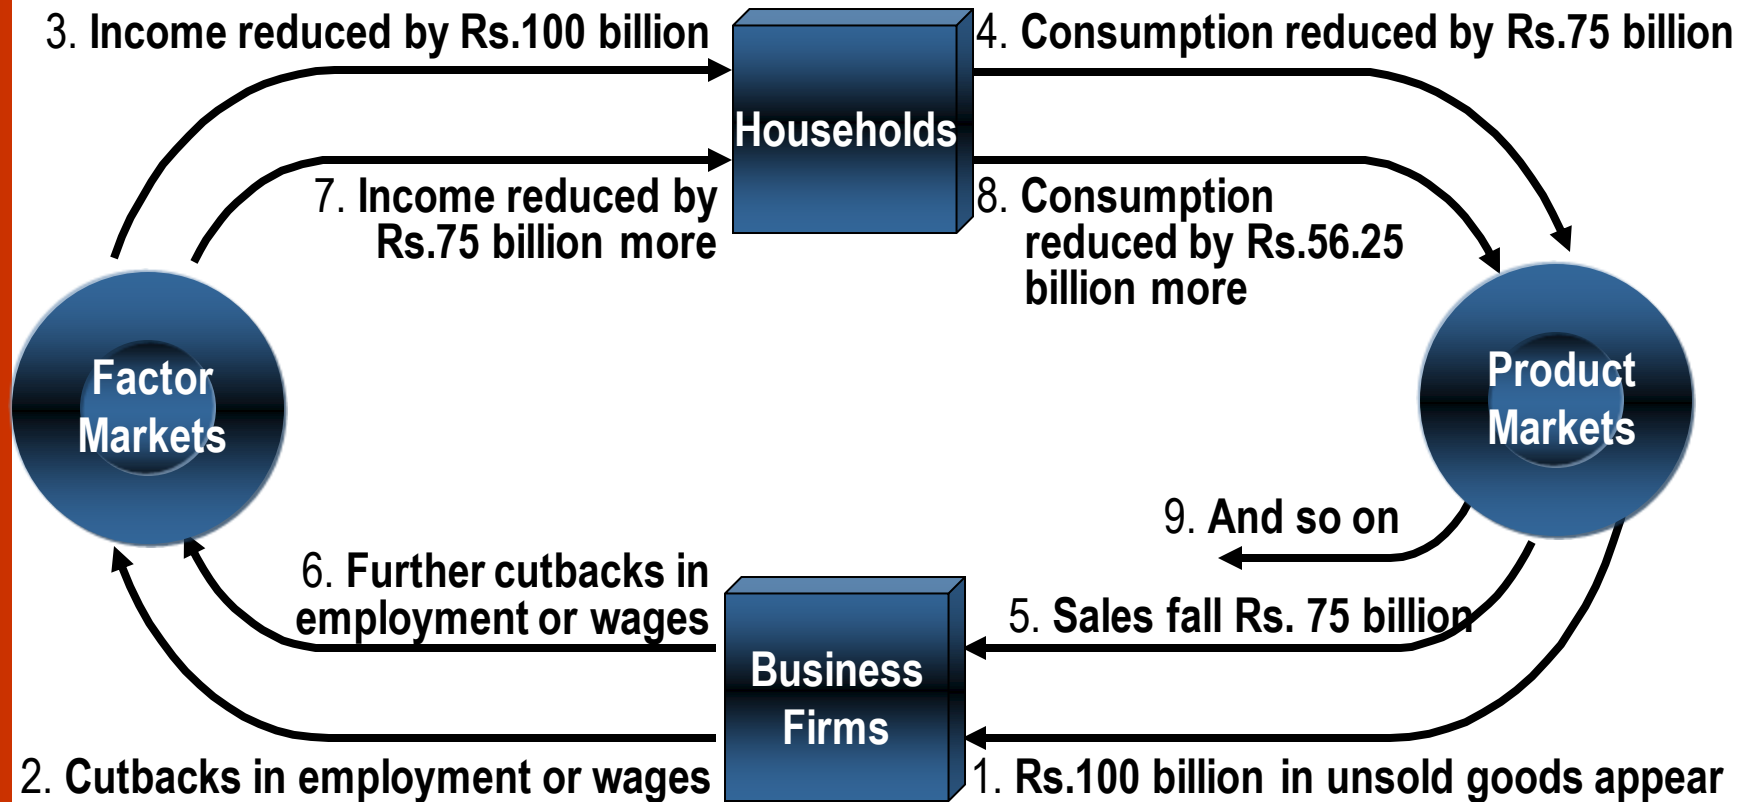 3. Income reduced by Rs.100 billion
4. Consumption reduced by Rs.75 billion
Households
7. Income reduced by
Rs.75 billion more
8. Consumption
reduced by Rs.56.25
billion more
Factor
Markets
Product
Markets
9. And so on
6. Further cutbacks in
employment or wages
5. Sales fall Rs. 75 billion
Business
Firms
2. Cutbacks in employment or wages
1. Rs.100 billion in unsold goods appear